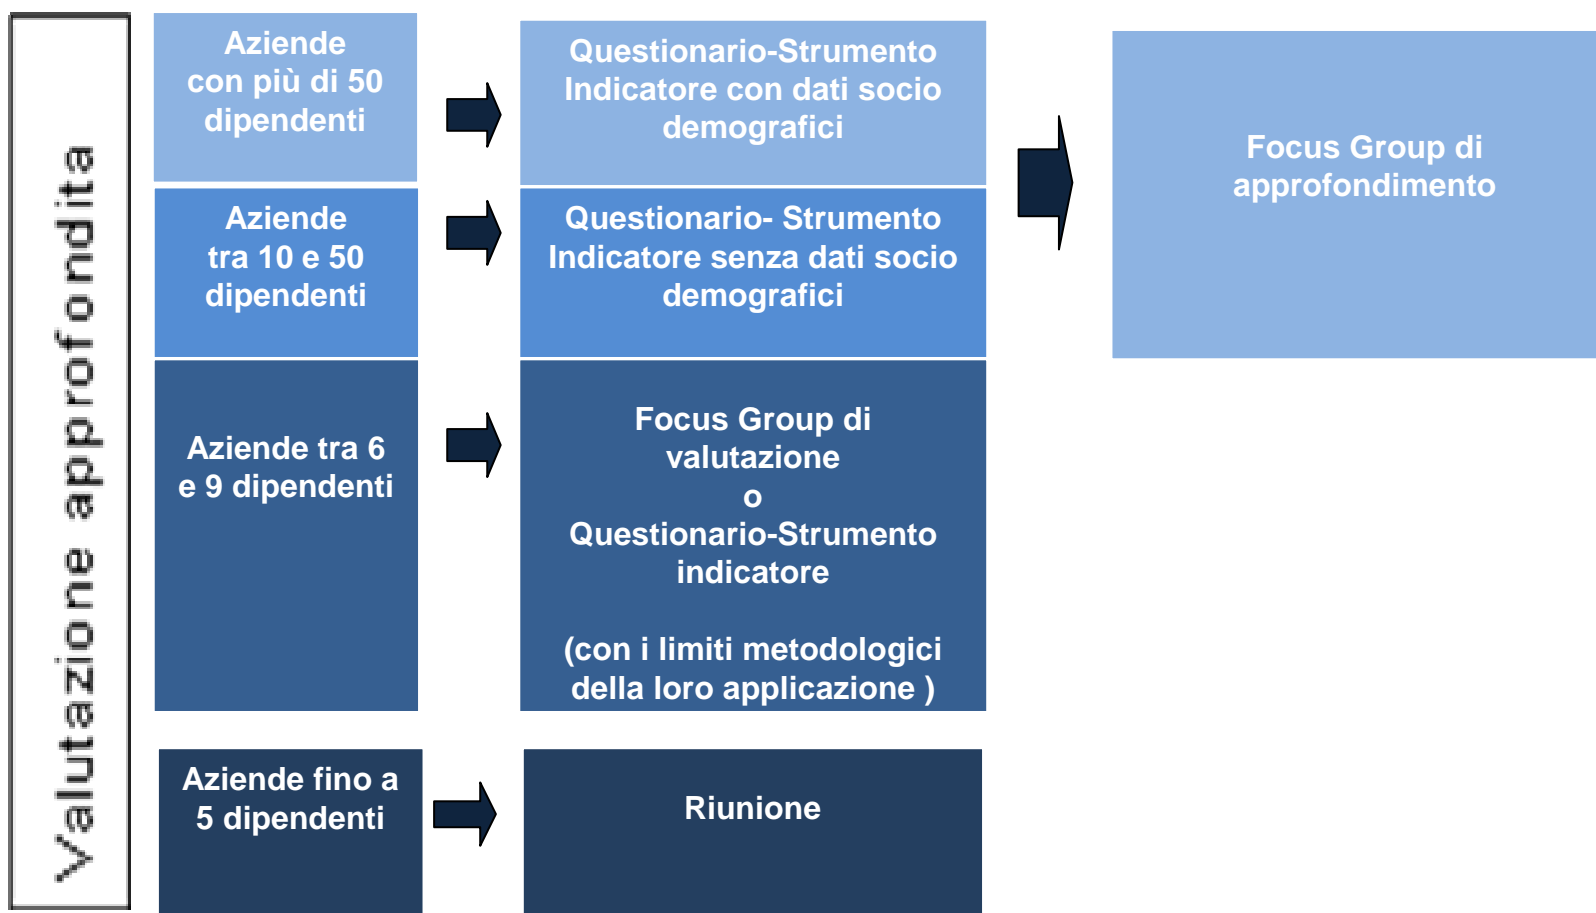 Valutazione approfondita
Aziende
con più di 50
dipendenti
Questionario-Strumento
Indicatore con dati socio
demografici
Focus Group di
approfondimento
Aziende
tra 10 e 50
dipendenti
Questionario- Strumento
Indicatore senza dati socio
demografici
Aziende tra 6
e 9 dipendenti
Focus Group di
valutazione
o
Questionario-Strumento
indicatore
(con i limiti metodologici
della loro applicazione )
Aziende fino a
5 dipendenti
Riunione